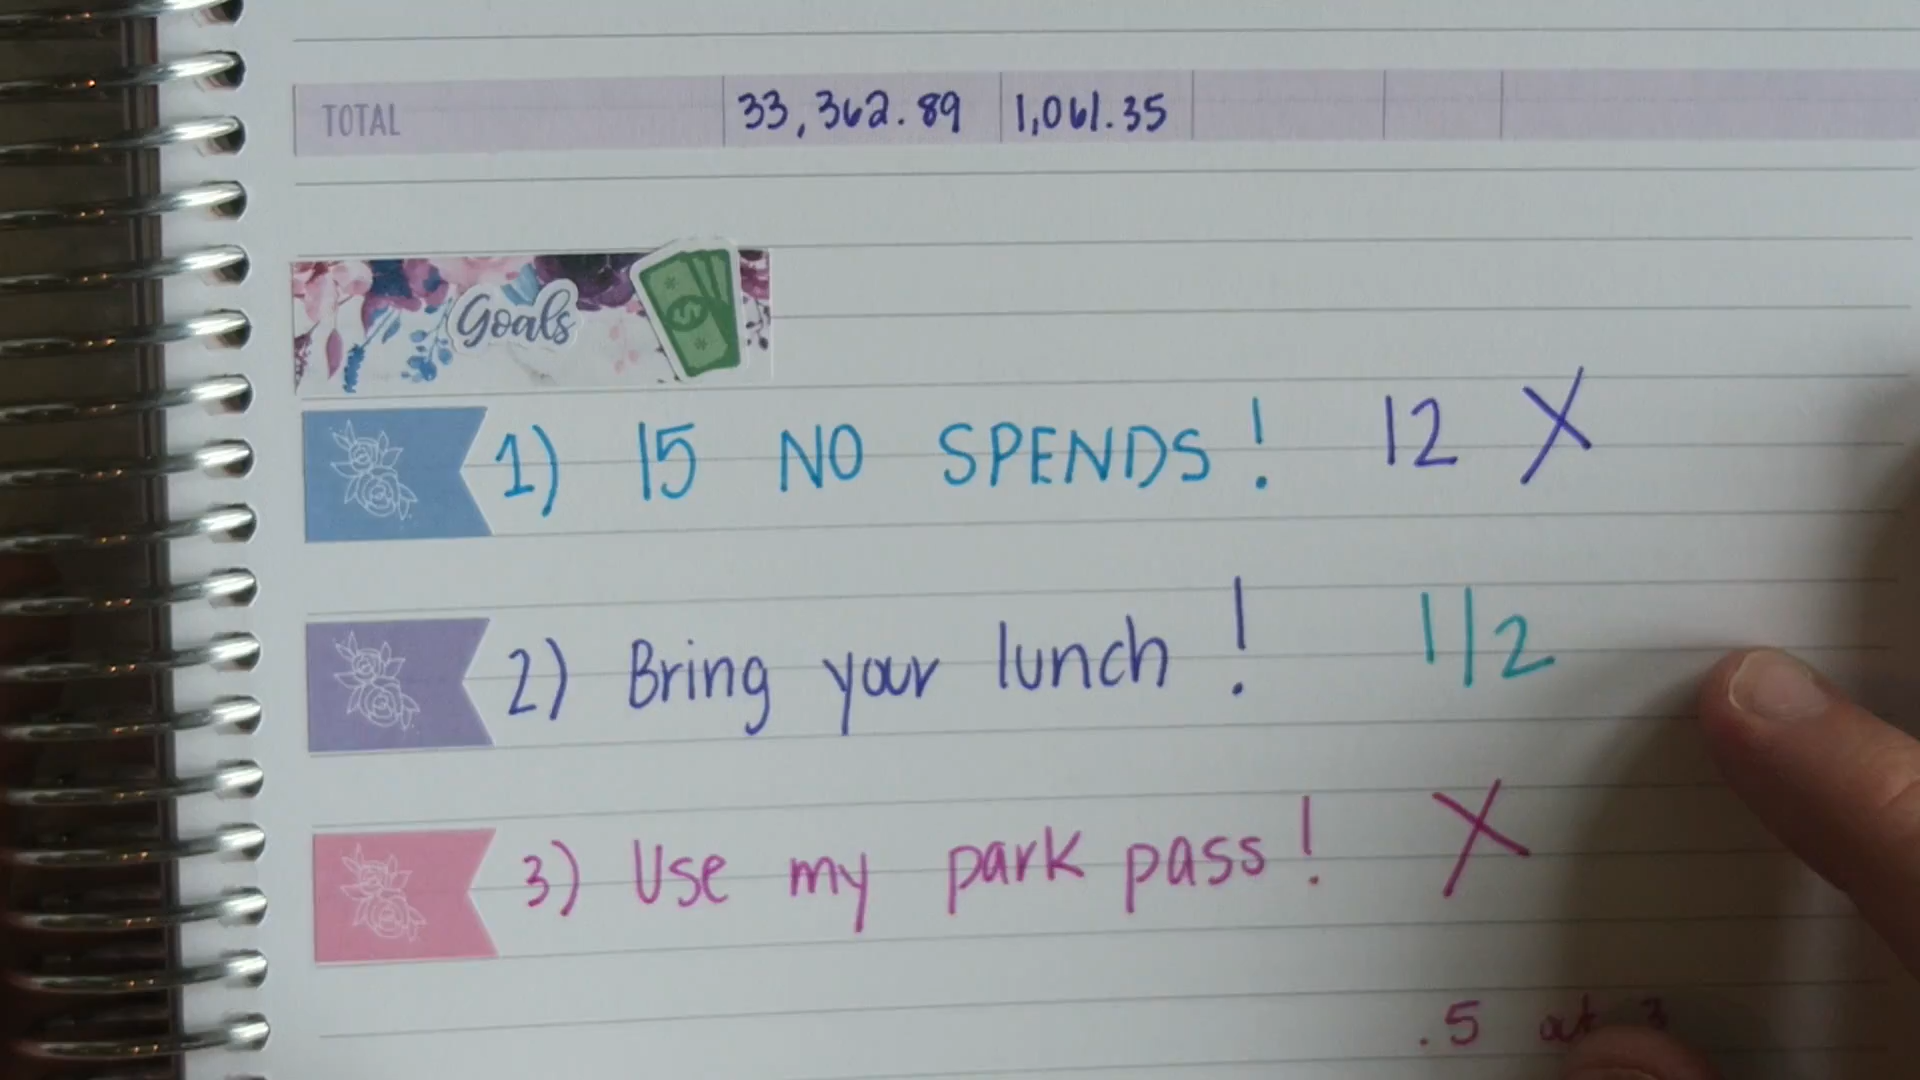 TOTAL 33,362.89 1,061.35
Goals
1) 15 NO SPENDS! 12 X
2) Bring your lunch! 1/2
3) Use my park pass! X
.5